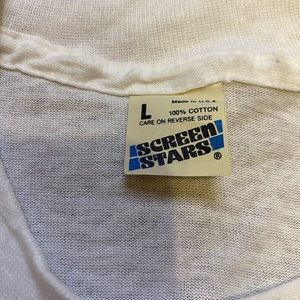 Made in U.S.A.
L 100% COTTON
CARE ON REVERSE SIDE
SCREEN
STARS ®